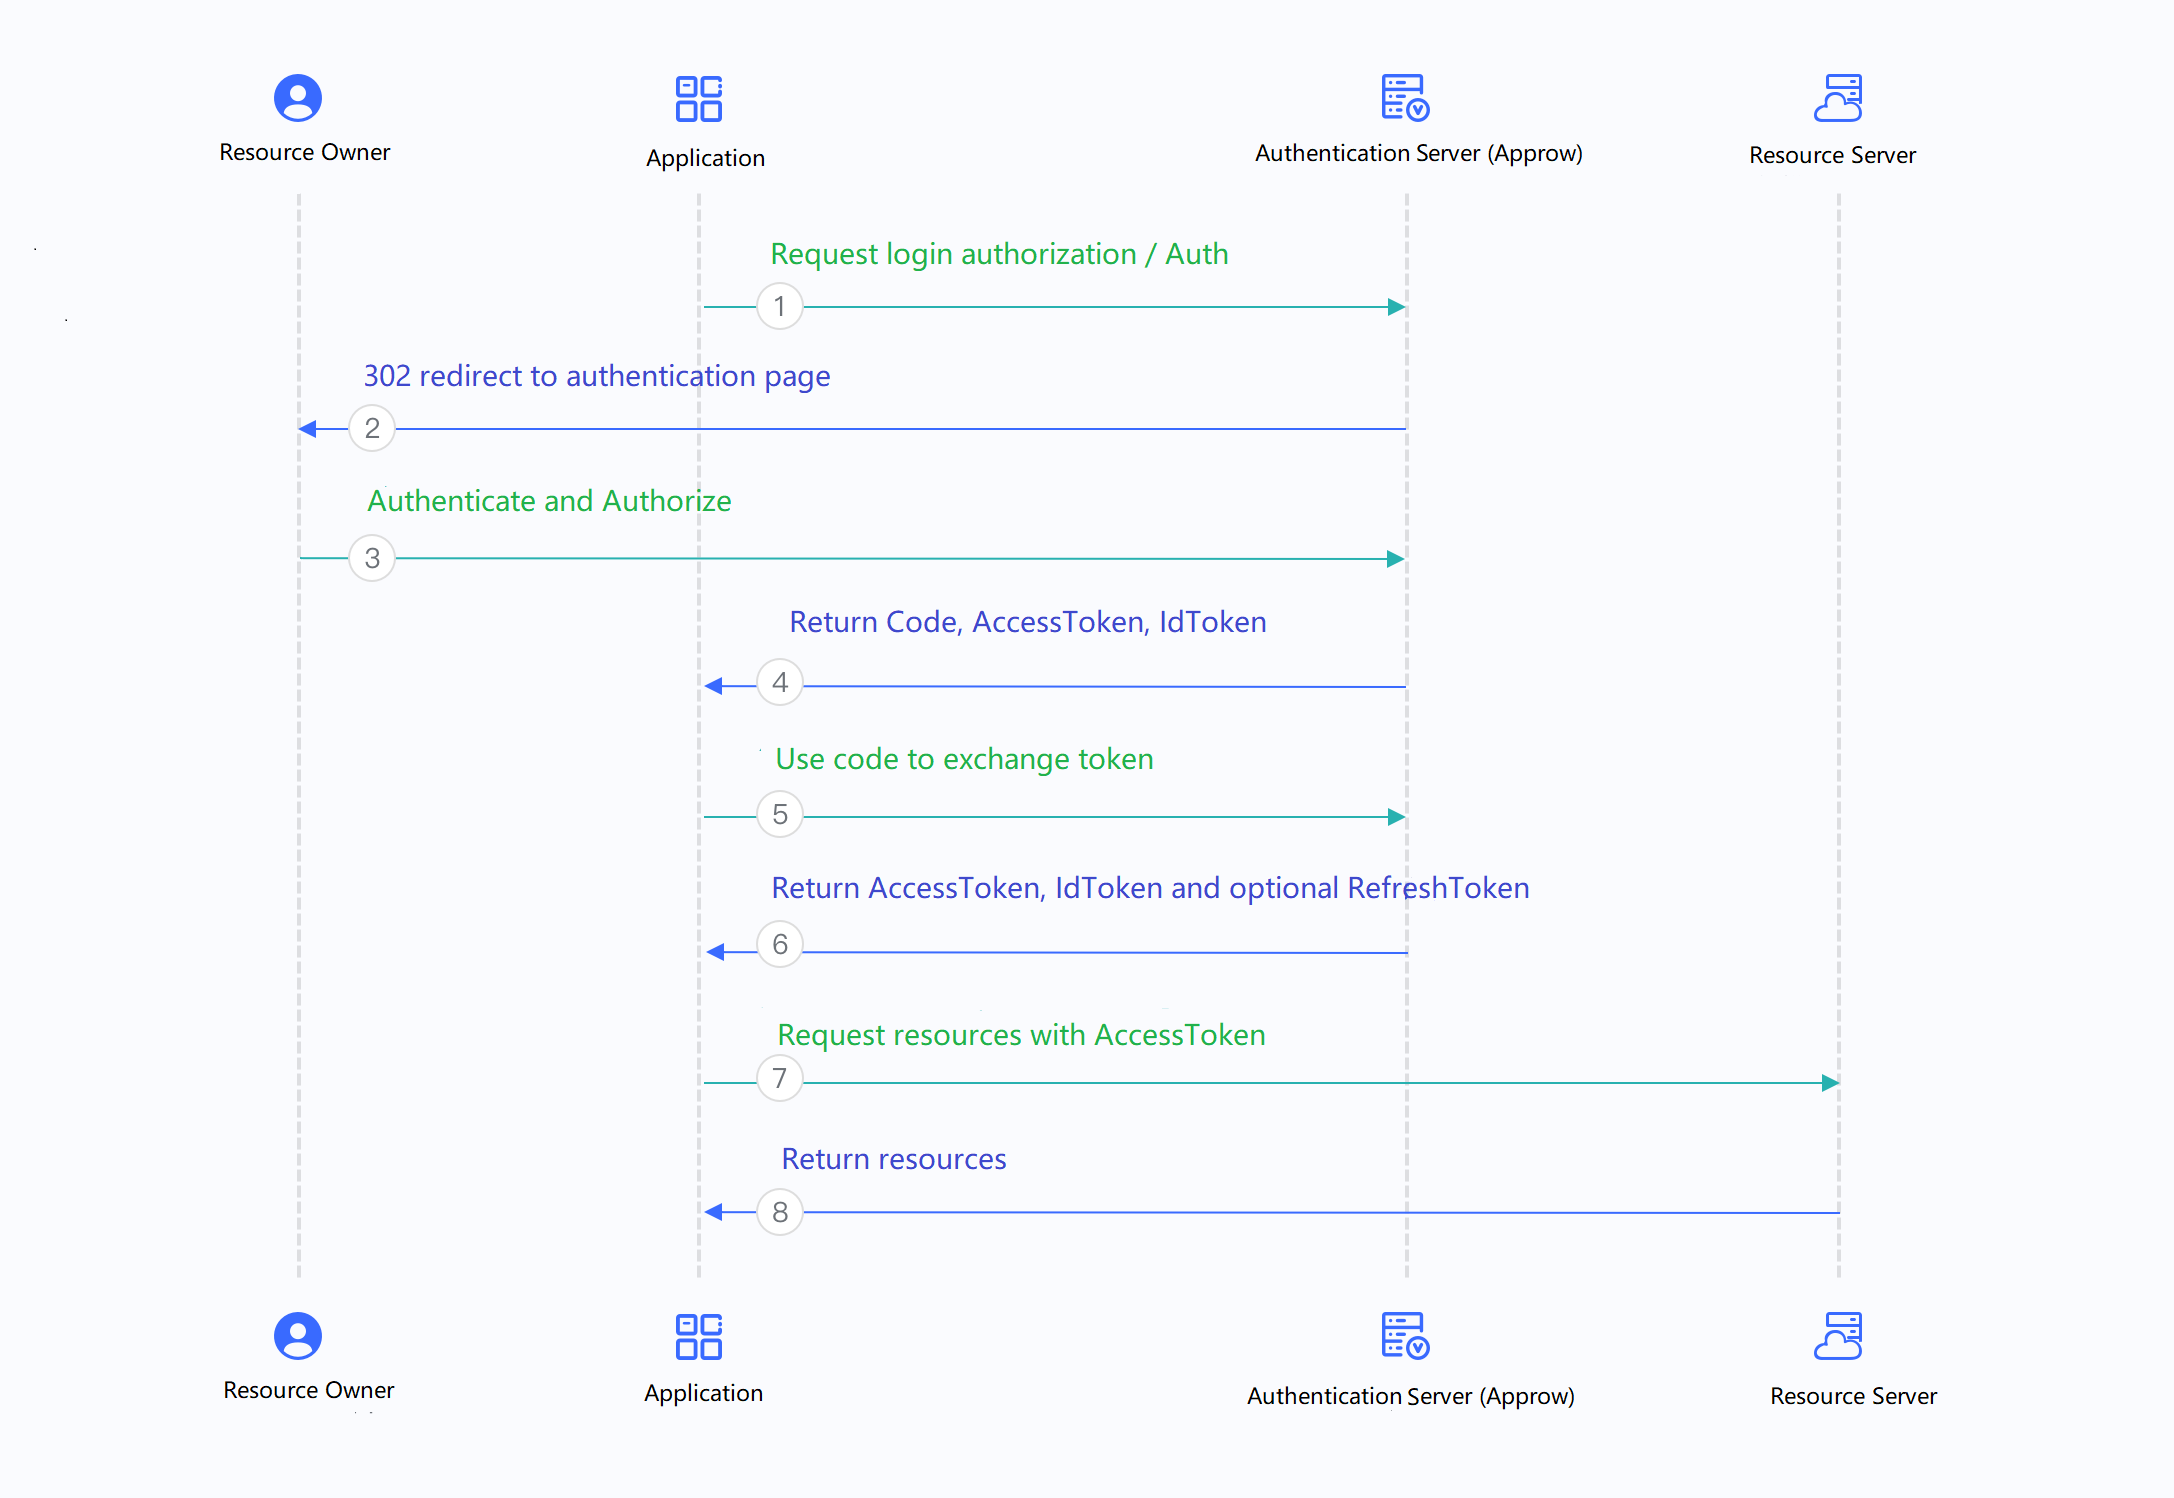 Resource Owner
Application
Authentication Server (Approw)
Resource Server
Request login authorization / Auth
1
302 redirect to authentication page
2
Authenticate and Authorize
3
Return Code, AccessToken, IdToken
4
Use code to exchange token
5
Return AccessToken, IdToken and optional RefreshToken
6
Request resources with AccessToken
7
Return resources
8
Resource Owner
Application
Authentication Server (Approw)
Resource Server